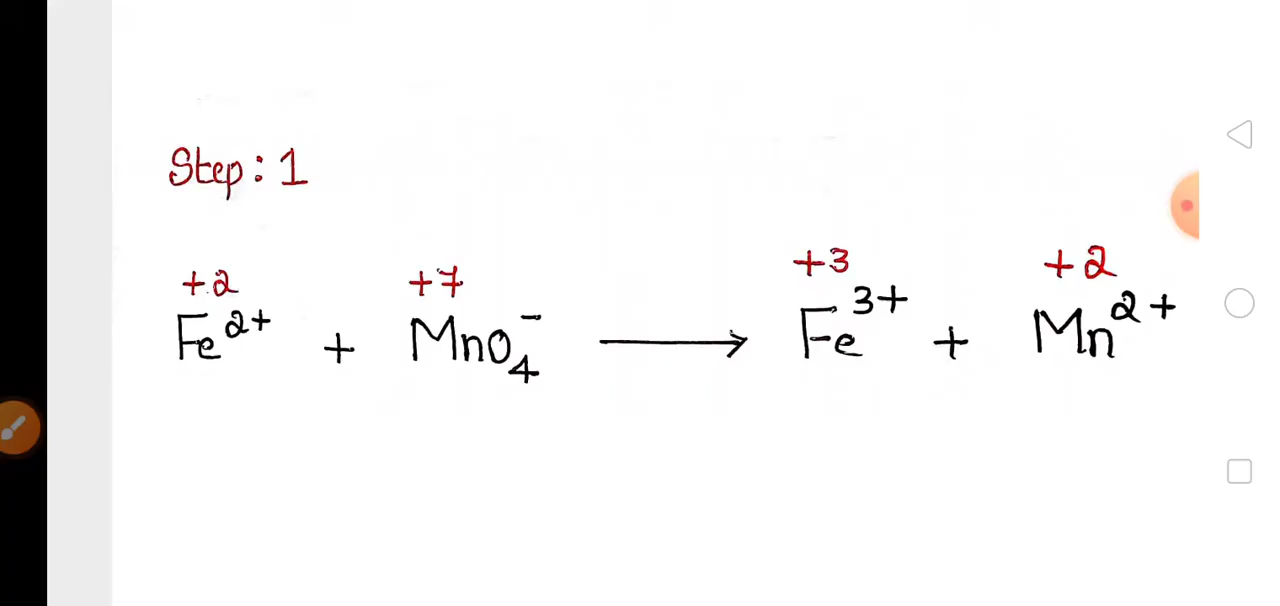 Step: 1
+2 +7 +3 +2
Fe²⁺ + MnO₄⁻ ⟶ Fe³⁺ + Mn²⁺